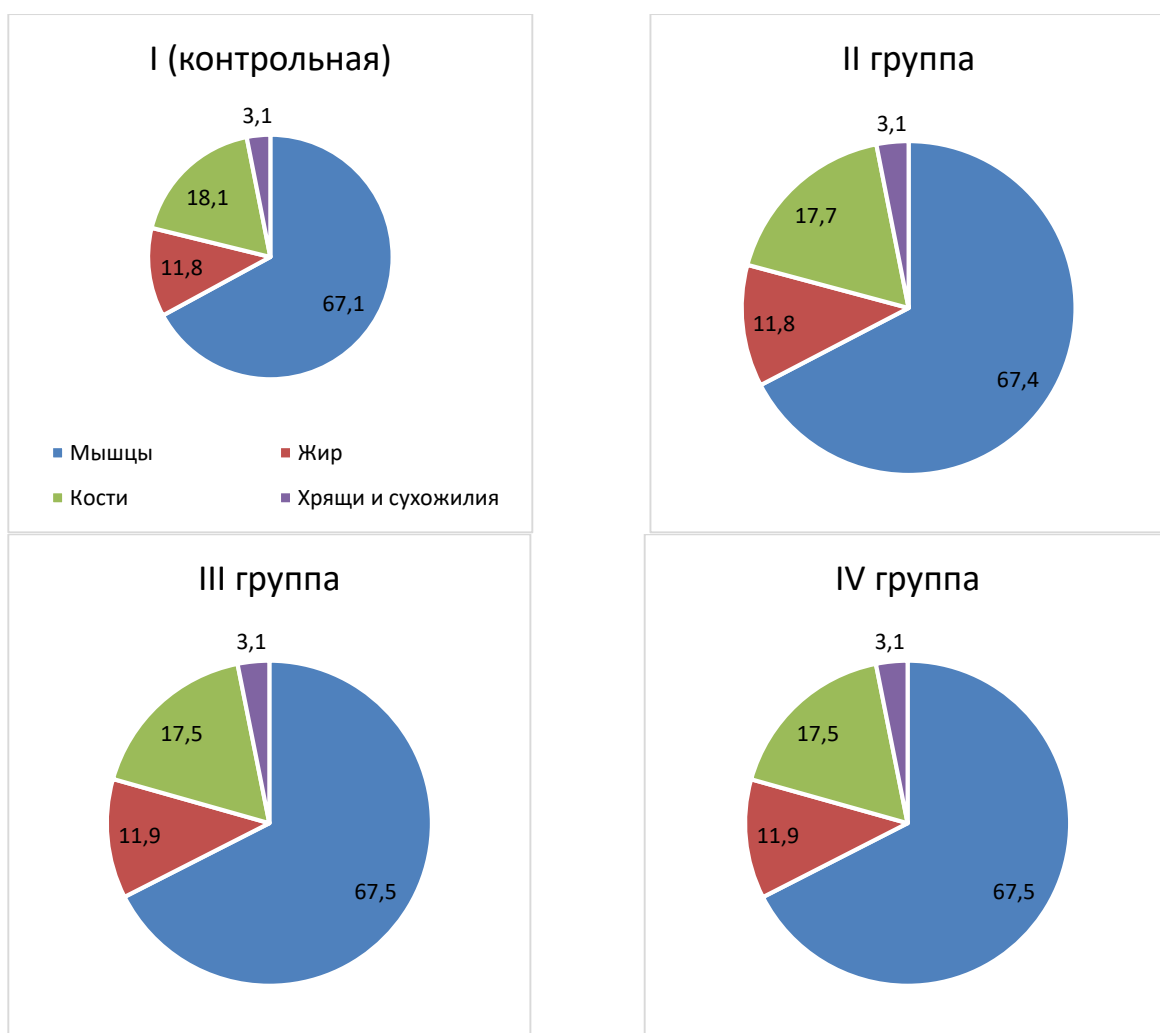 I (контрольная)
3,1
18,1
11,8
67,1
Мышцы
Жир
Кости
Хрящи и сухожилия
II группа
3,1
17,7
11,8
67,4
III группа
3,1
17,5
11,9
67,5
IV группа
3,1
17,5
11,9
67,5